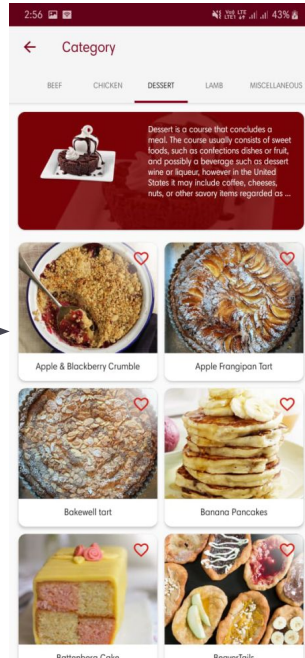 2:56 43%
Category
BEEF CHICKEN DESSERT LAMB MISCELLANEOUS
Dessert is a course that concludes a
meal. The course usually consists of sweet
foods, such as confections dishes or fruit,
and possibly a beverage such as dessert
wine or liqueur, however in the United
States it may include coffee, cheeses,
nuts, or other savory items regarded as ...
Apple & Blackberry Crumble Apple Frangipan Tart
Bakewell tart Banana Pancakes
Battenberg Cake BeaverTails